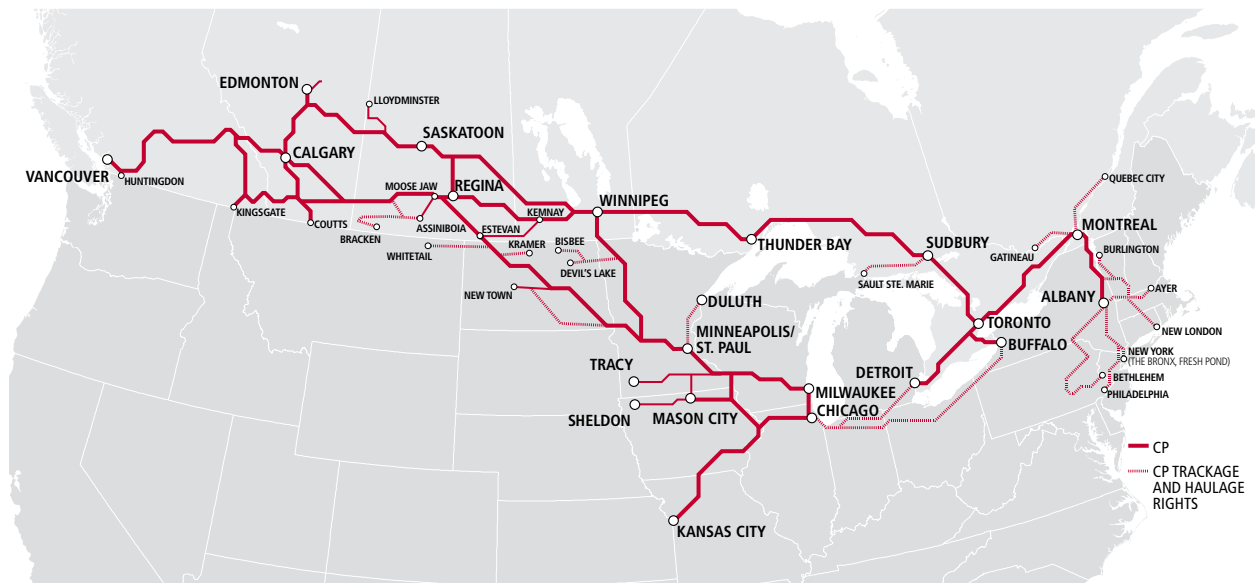 EDMONTON
LLOYDMINSTER
SASKATOON
CALGARY
VANCOUVER
HUNTINGDON
MOOSE JAW
REGINA
KINGSGATE
COUTTS
BRACKEN
ASSINIBOIA
ESTEVAN
KEMNAY
WINNIPEG
WHITETAIL
KRAMER
BISBEE
DEVIL'S LAKE
NEW TOWN
THUNDER BAY
SUDBURY
SAULT STE. MARIE
QUEBEC CITY
MONTREAL
GATINEAU
BURLINGTON
ALBANY
AYER
NEW LONDON
DULUTH
MINNEAPOLIS/
ST. PAUL
TORONTO
BUFFALO
NEW YORK
(THE BRONX, FRESH POND)
BETHLEHEM
PHILADELPHIA
TRACY
DETROIT
MILWAUKEE
CHICAGO
SHELDON
MASON CITY
KANSAS CITY
CP
CP TRACKAGE
AND HAULAGE
RIGHTS